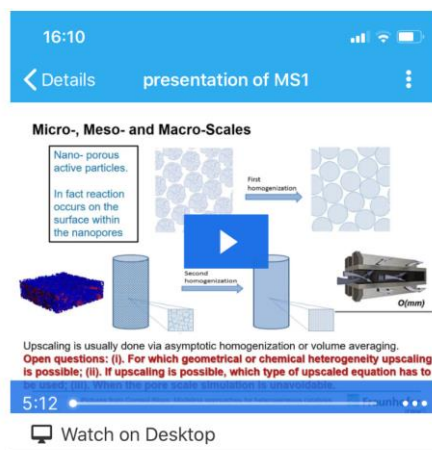 16:10
Details
presentation of MS1
Micro-, Meso- and Macro-Scales
Nano- porous
active particles.
In fact reaction
occurs on the
surface within
the nanopores
First
homogenization
Second
homogenization
O(mm)
Upscaling is usually done via asymptotic homogenization or volume averaging.
Open questions: (i). For which geometrical or chemical heterogeneity upscaling
is possible; (ii). If upscaling is possible, which type of upscaled equation has to
be used; (iii). When the pore scale simulation is unavoidable.
5:12
Watch on Desktop